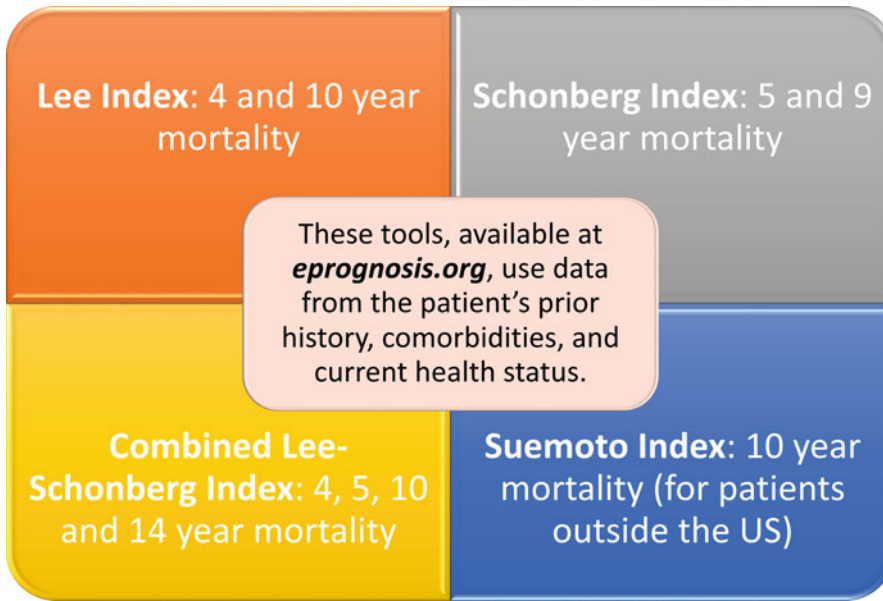 Lee Index: 4 and 10 year
mortality
Schonberg Index: 5 and 9
year mortality
These tools, available at
eprognosis.org, use data
from the patient’s prior
history, comorbidities, and
current health status.
Combined Lee-
Schonberg Index: 4, 5, 10
and 14 year mortality
Suemoto Index: 10 year
mortality (for patients
outside the US)